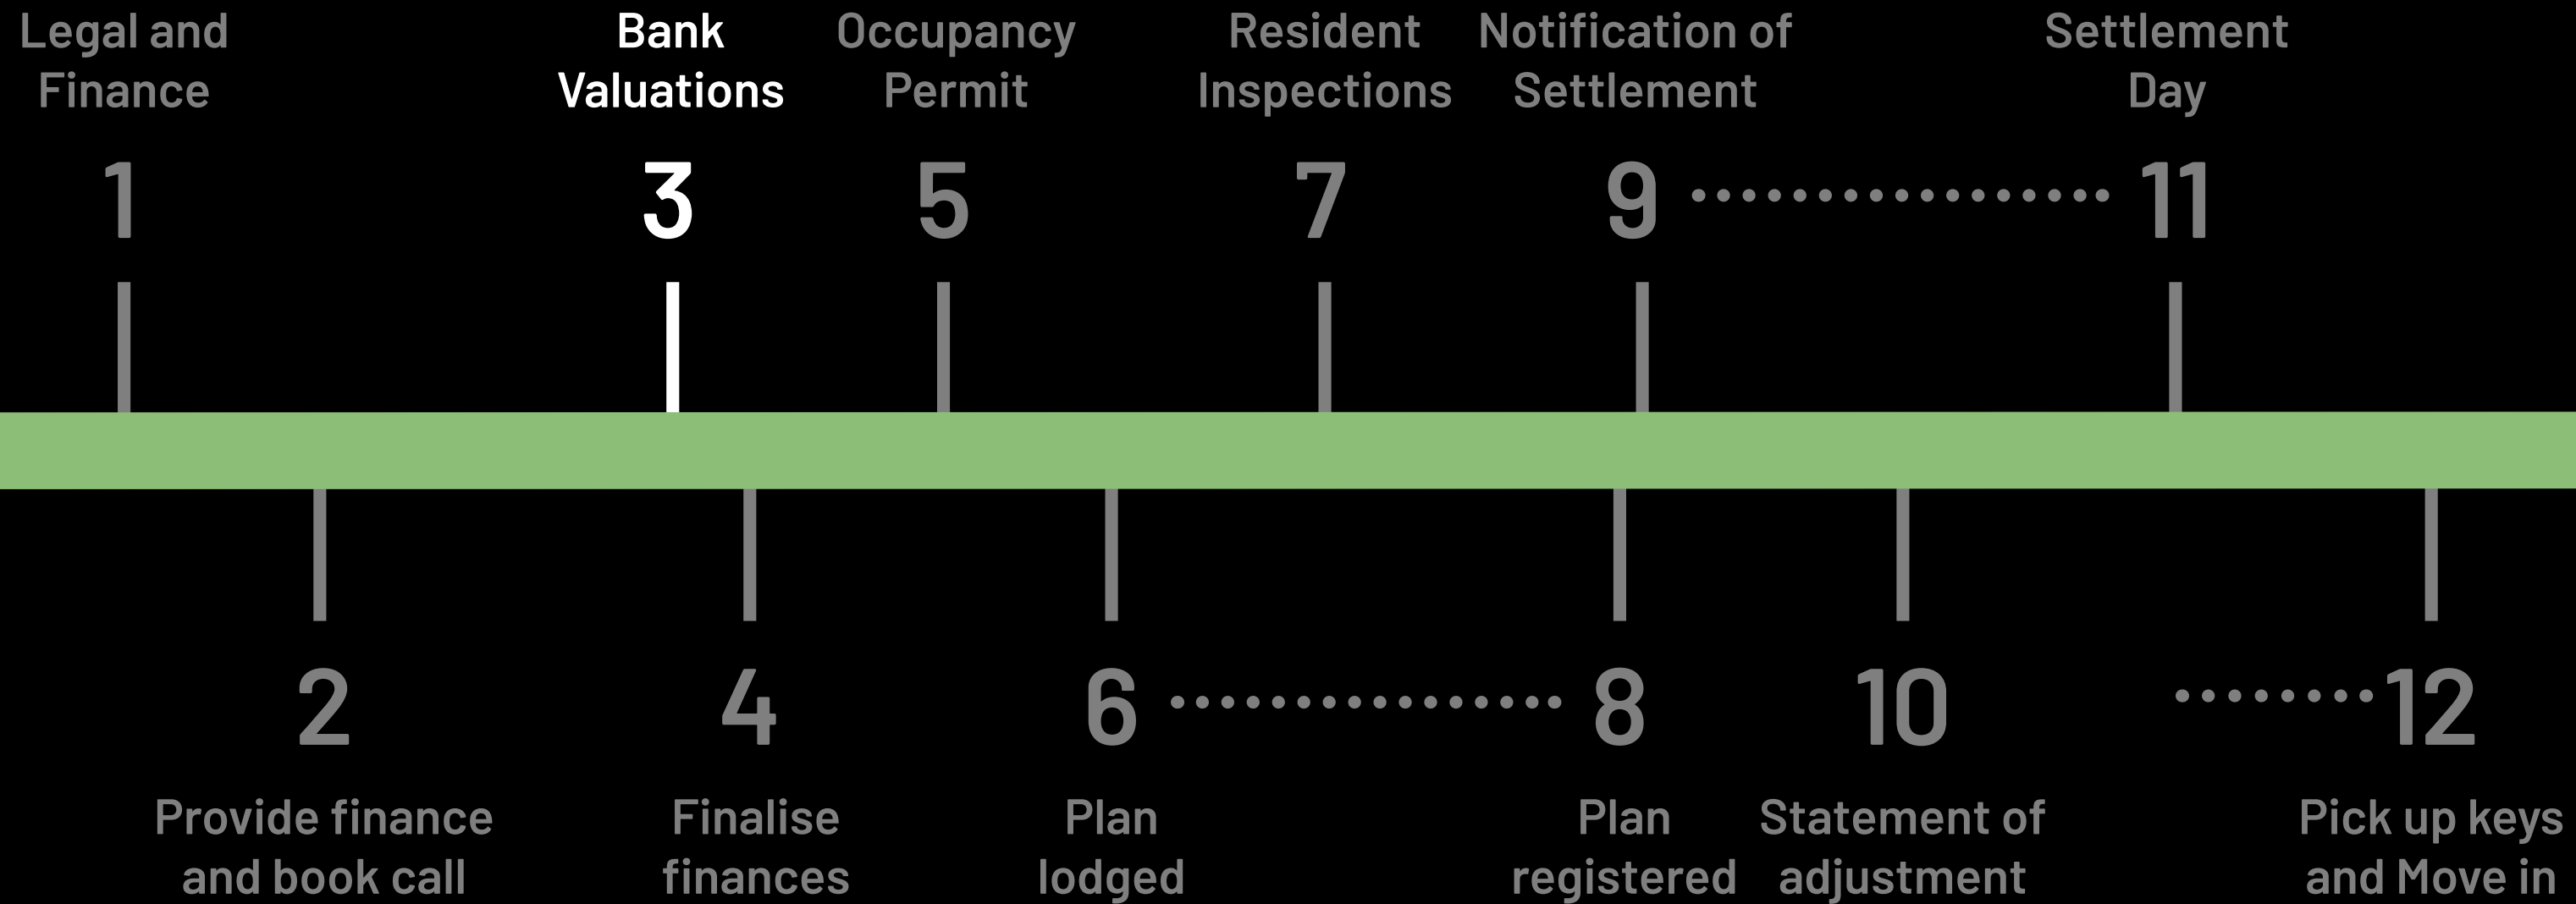 Legal and
Finance
1
Bank
Valuations
3
Occupancy
Permit
5
Resident
Inspections
7
Notification of
Settlement
9
Settlement
Day
11
2
Provide finance
and book call
4
Finalise
finances
6
Plan
lodged
8
Plan
registered
10
Statement of
adjustment
12
Pick up keys
and Move in